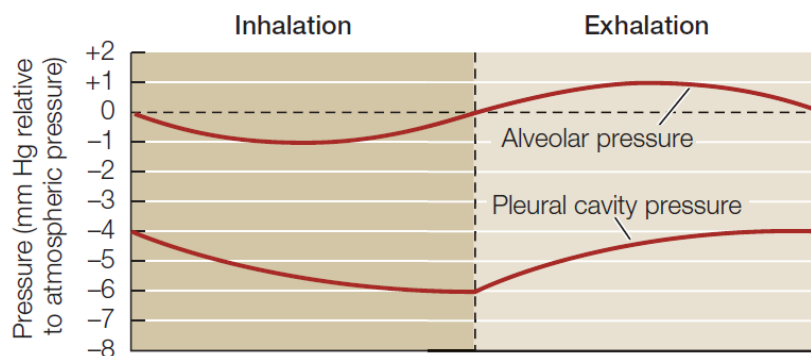 Inhalation
Exhalation
Pressure (mm Hg relative
to atmospheric pressure)
+2
+1
0
–1
–2
–3
–4
–5
–6
–7
–8
Alveolar pressure
Pleural cavity pressure